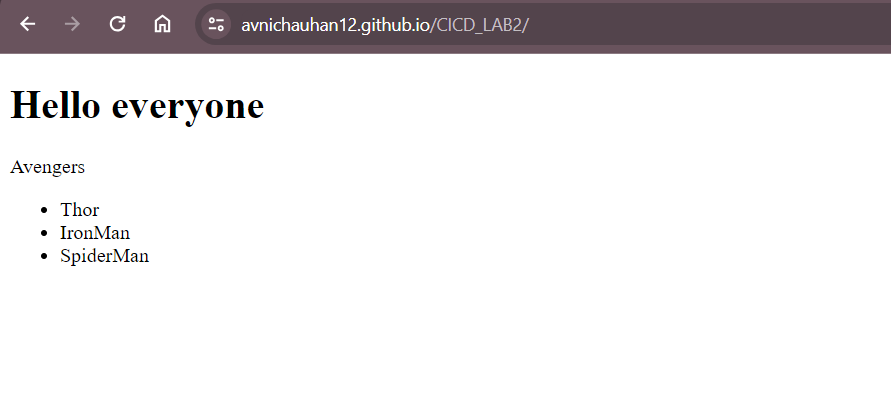 avnichauhan12.github.io/CICD_LAB2/
Hello everyone
Avengers
Thor
IronMan
SpiderMan